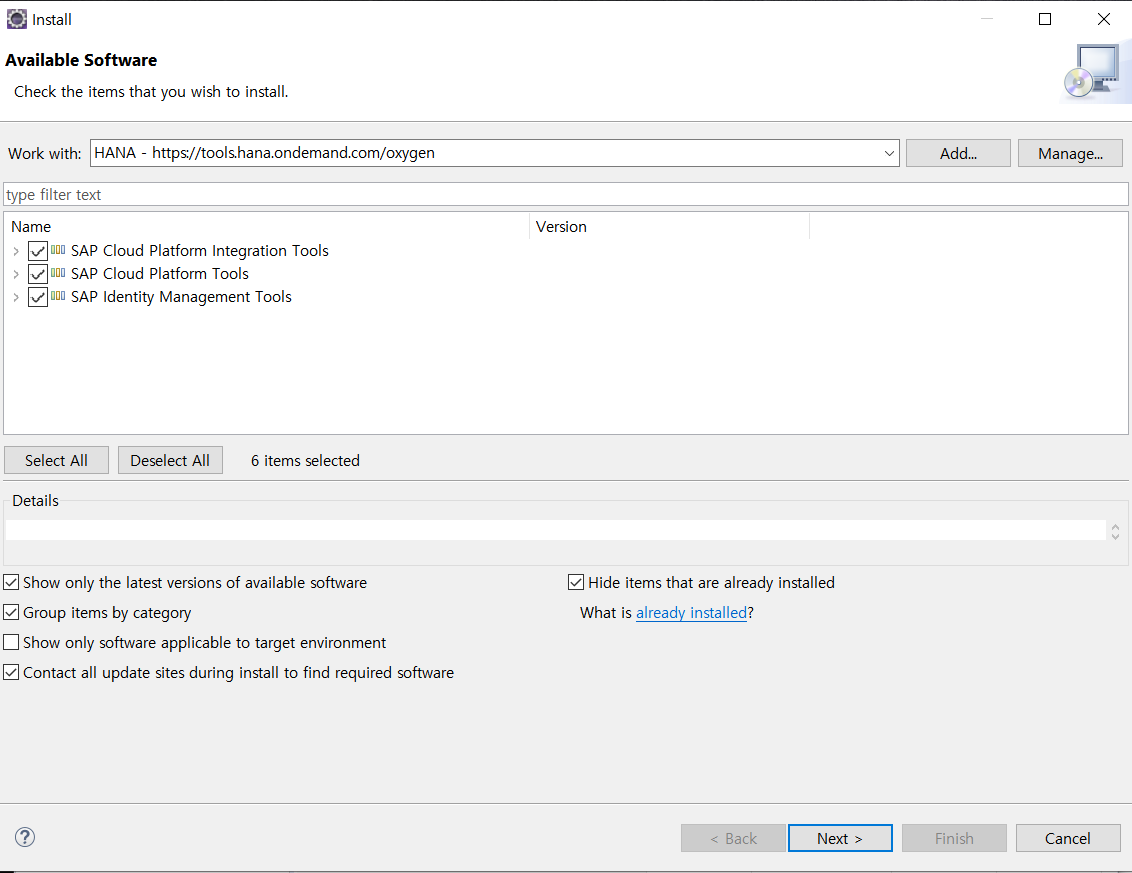 Install
Available Software
Check the items that you wish to install.
Work with: HANA - https://tools.hana.ondemand.com/oxygen Add... Manage...
type filter text
Name Version
SAP Cloud Platform Integration Tools
SAP Cloud Platform Tools
SAP Identity Management Tools
Select All Deselect All 6 items selected
Details
Show only the latest versions of available software Hide items that are already installed
Group items by category What is already installed?
Show only software applicable to target environment
Contact all update sites during install to find required software
? < Back Next > Finish Cancel